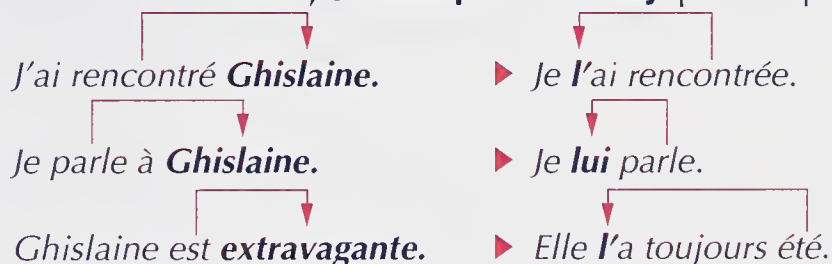 J'ai rencontré Ghislaine. ▶ Je l'ai rencontrée.
Je parle à Ghislaine. ▶ Je lui parle.
Ghislaine est extravagante. ▶ Elle l'a toujours été.